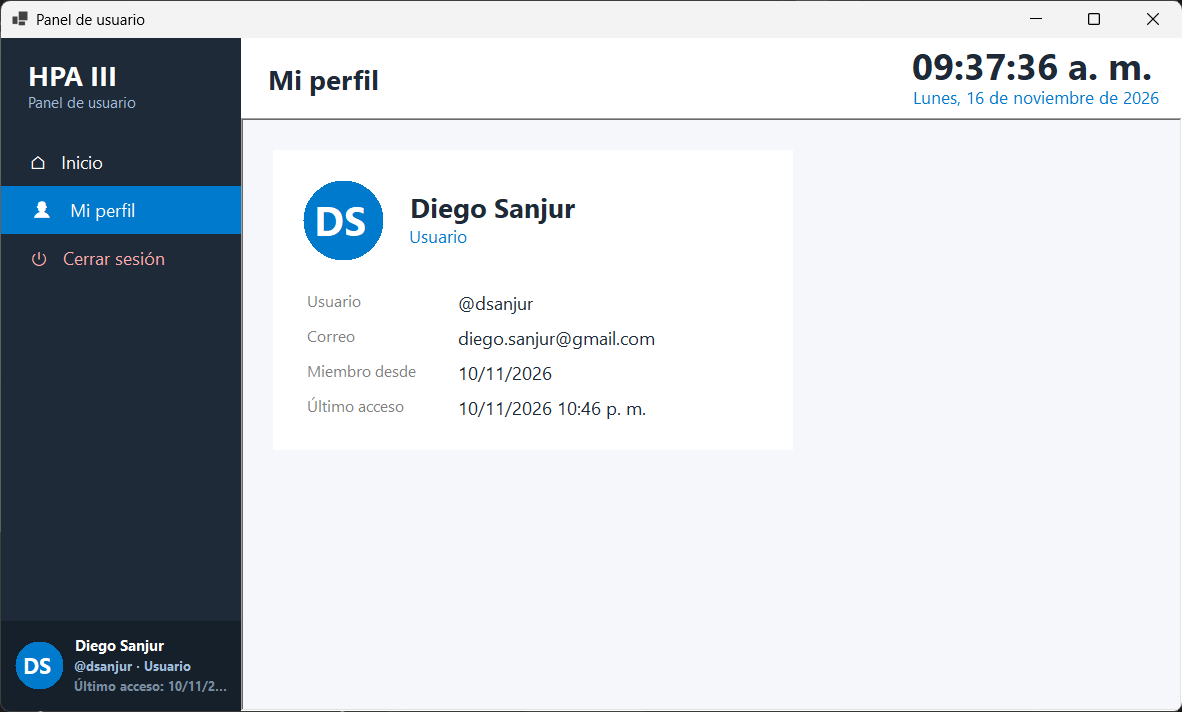 Panel de usuario
HPA III
Panel de usuario
Inicio
Mi perfil
Cerrar sesión
Mi perfil
09:37:36 a. m.
Lunes, 16 de noviembre de 2026
DS
Diego Sanjur
Usuario
Usuario @dsanjur
Correo diego.sanjur@gmail.com
Miembro desde 10/11/2026
Último acceso 10/11/2026 10:46 p. m.
DS
Diego Sanjur
@dsanjur · Usuario
Último acceso: 10/11/2...